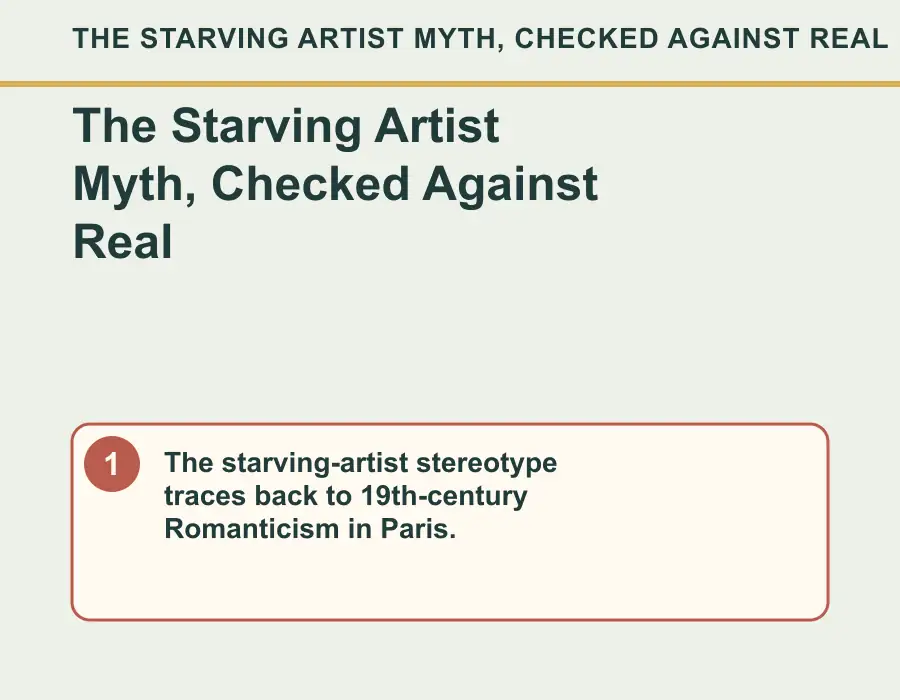 THE STARVING ARTIST MYTH, CHECKED AGAINST REAL
The Starving Artist
Myth, Checked Against
Real
1
The starving-artist stereotype
traces back to 19th-century
Romanticism in Paris.